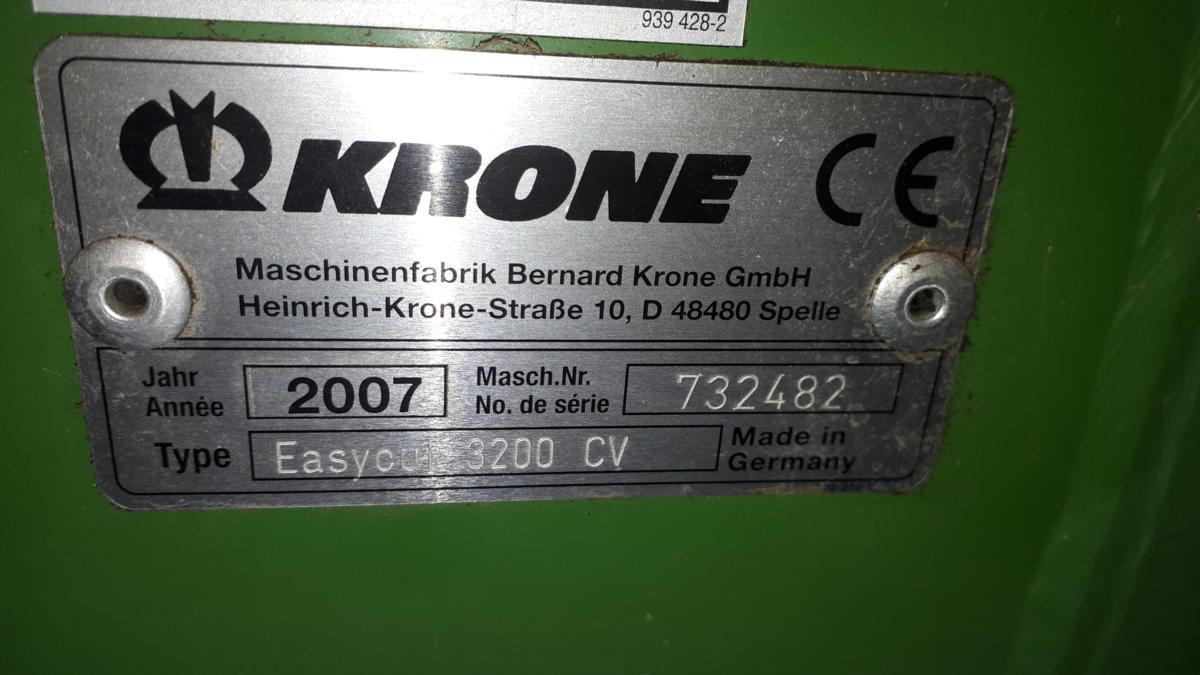 939 428-2
KRONE CE
Maschinenfabrik Bernard Krone GmbH
Heinrich-Krone-Straße 10, D 48480 Spelle
Jahr
Année
2007
Masch.Nr.
No. de série
732482
Type
Easycut 3200 CV
Made in
Germany